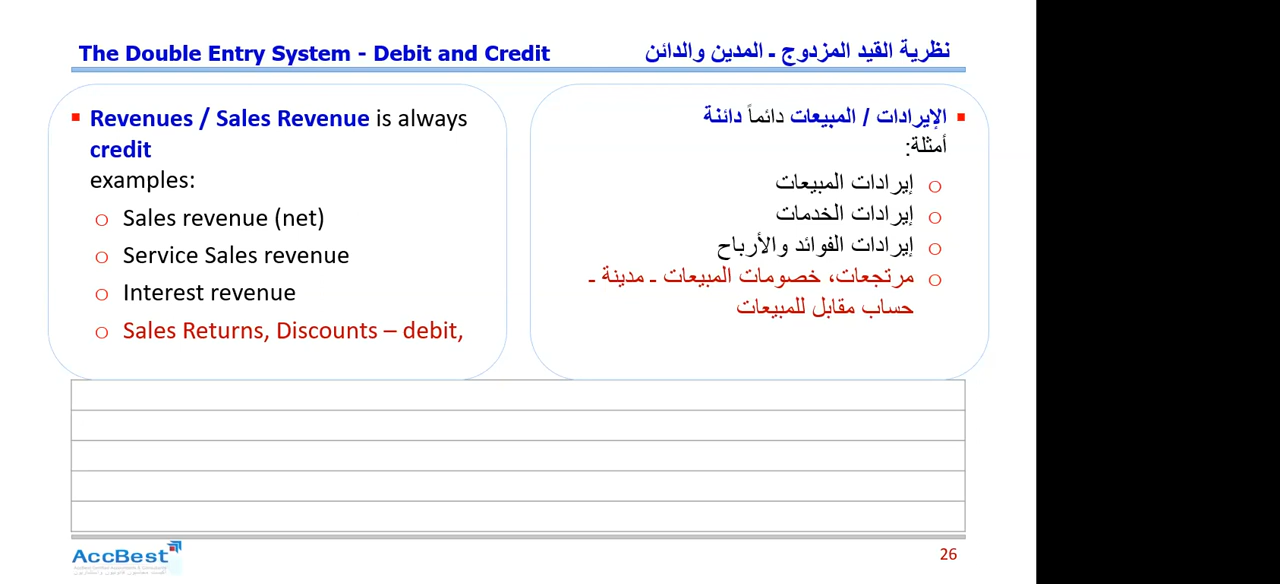 The Double Entry System - Debit and Credit
نظرية القيد المزدوج - المدين والدائن
Revenues / Sales Revenue is always
credit
examples:
Sales revenue (net)
Service Sales revenue
Interest revenue
Sales Returns, Discounts – debit,
الإيرادات / المبيعات دائماً دائنة
أمثلة:
إيرادات المبيعات
إيرادات الخدمات
إيرادات الفوائد والأرباح
مرتجعات، خصومات المبيعات - مدينة -
حساب مقابل للمبيعات
AccBest
26